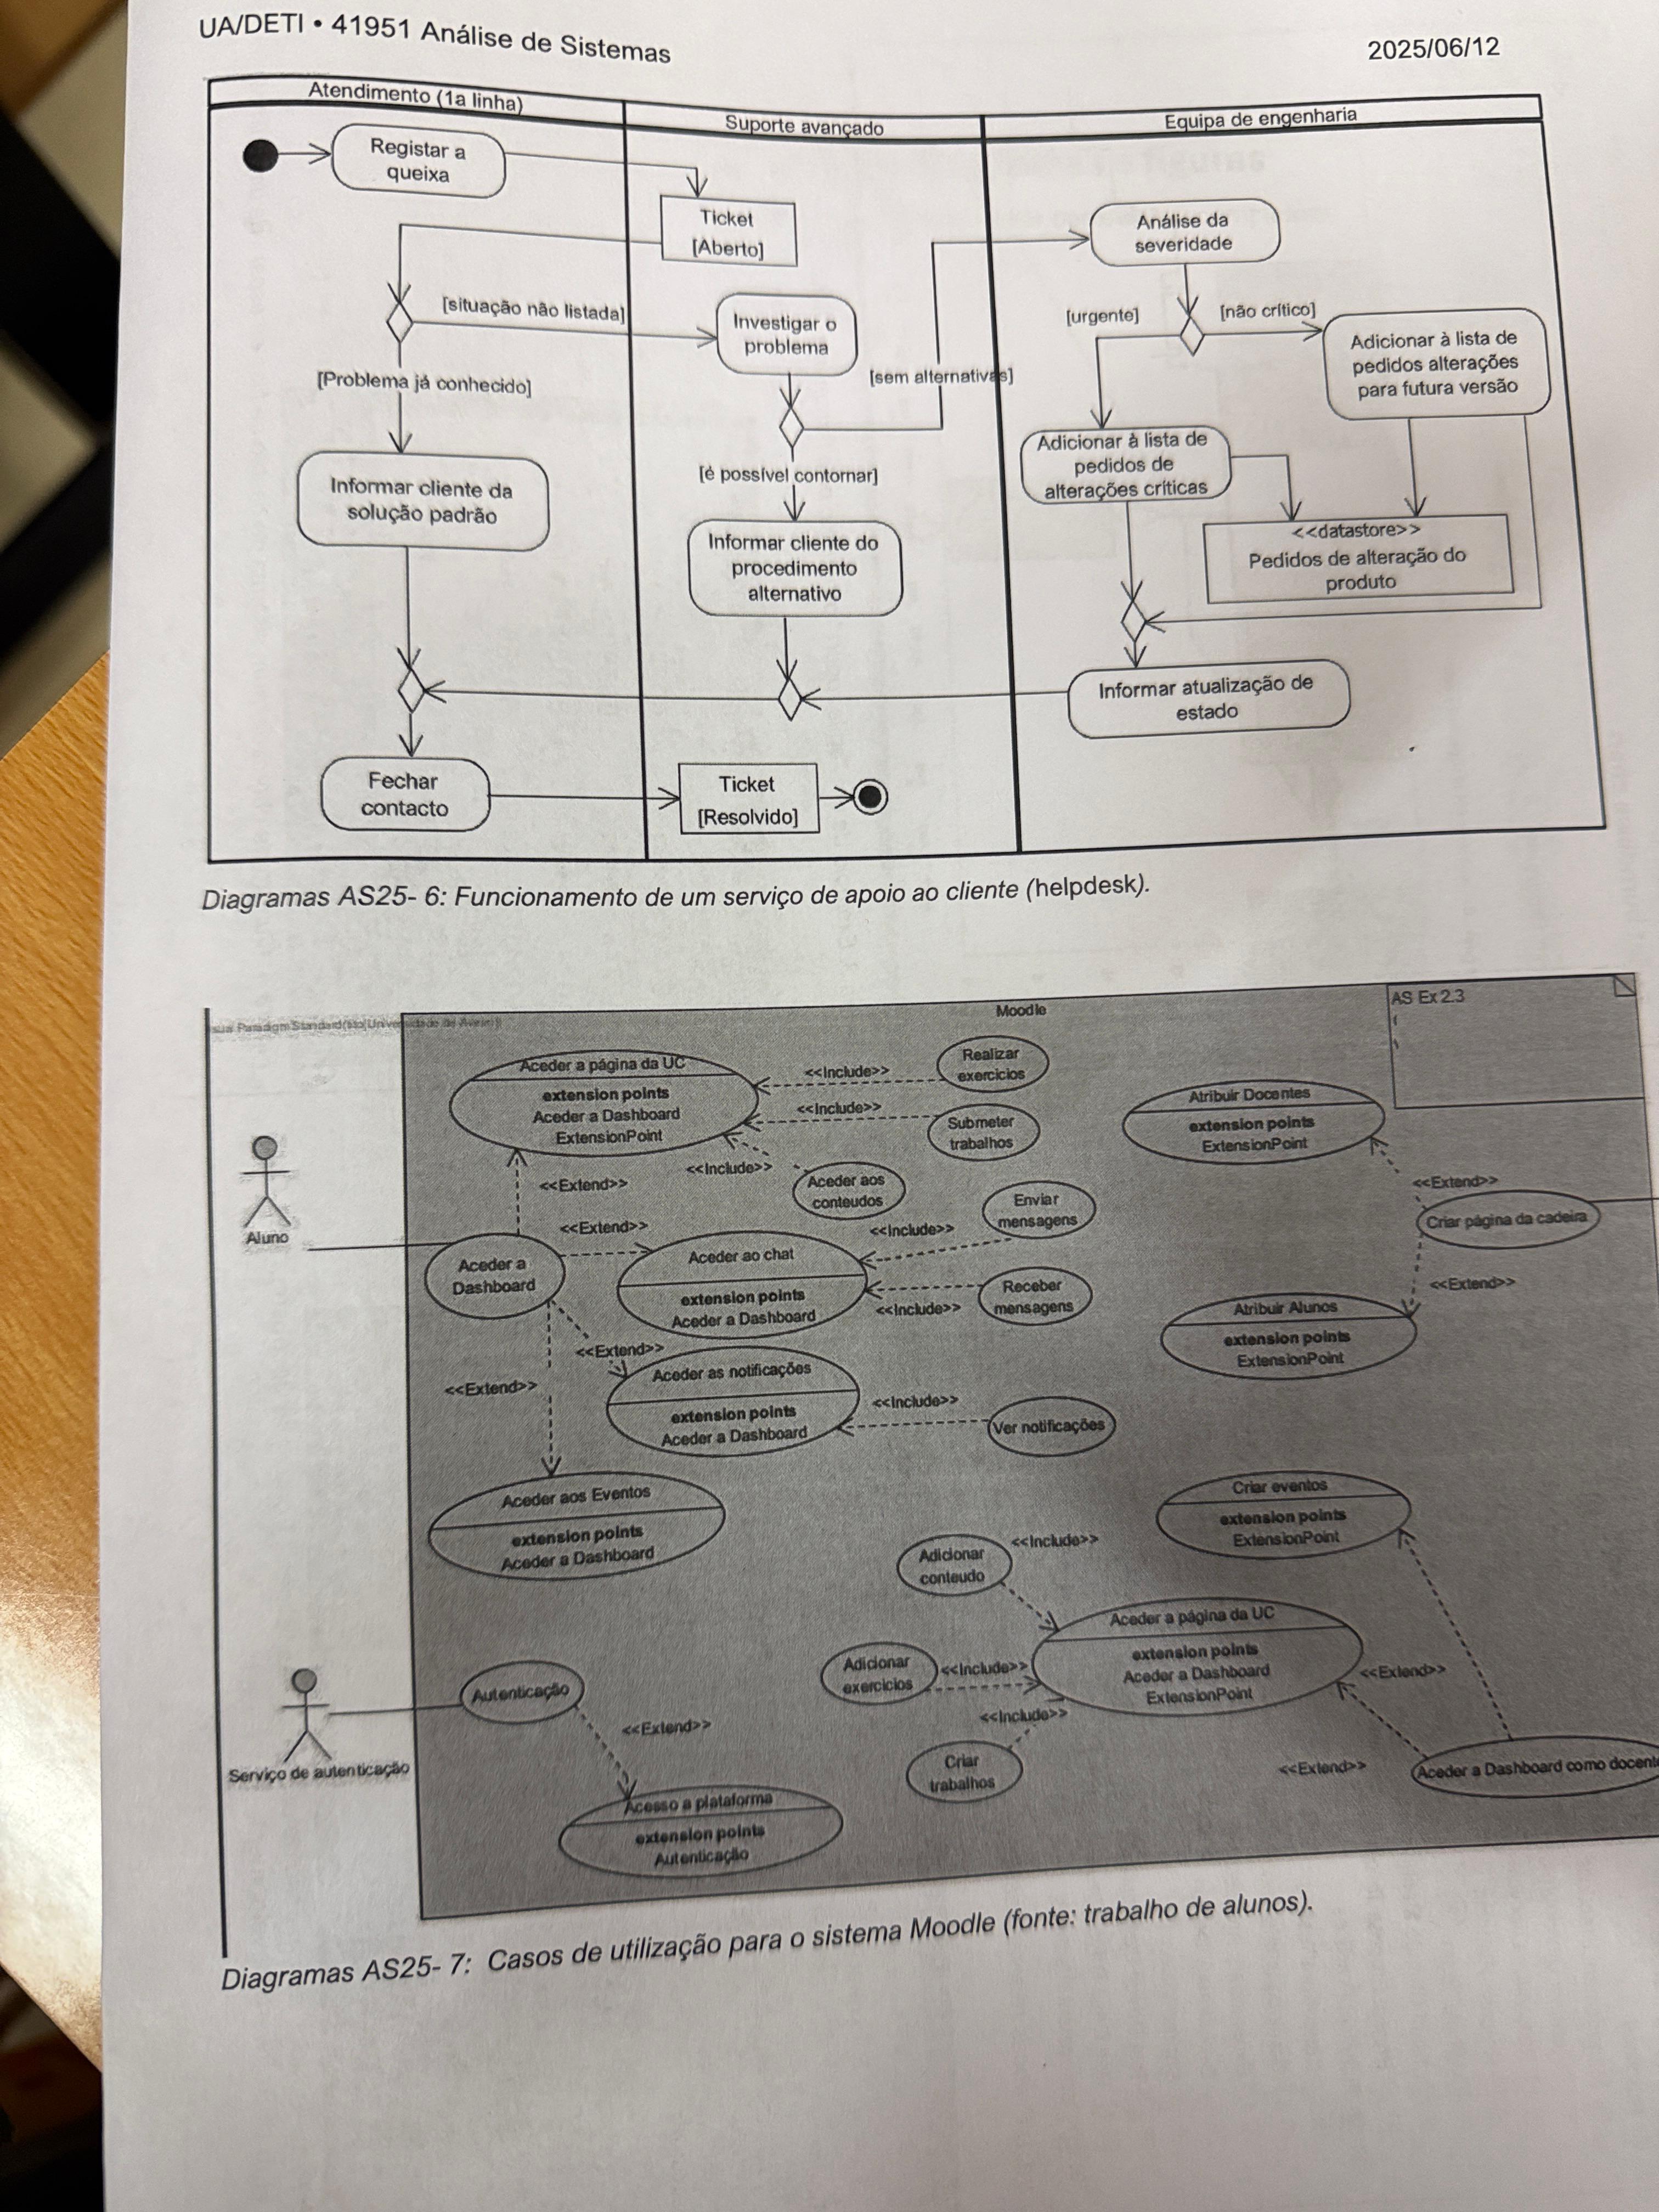 UA/DETI • 41951 Análise de Sistemas
2025/06/12
Atendimento (1a linha)
Suporte avançado
Equipa de engenharia
Registar a
queixa
Ticket
[Aberto]
Análise da
severidade
[situação não listada]
Investigar o
problema
[urgente]
[não crítico]
Adicionar à lista de
pedidos alterações
para futura versão
[Problema já conhecido]
[sem alternativas]
Adicionar à lista de
pedidos de
alterações críticas
[é possível contornar]
Informar cliente da
solução padrão
Informar cliente do
procedimento
alternativo
<<datastore>>
Pedidos de alteração do
produto
Informar atualização de
estado
Fechar
contacto
Ticket
[Resolvido]
Diagramas AS25- 6: Funcionamento de um serviço de apoio ao cliente (helpdesk).
Moodle
AS Ex 2.3
Aceder a página da UC
extension points
Aceder a Dashboard
ExtensionPoint
<<Include>>
Realizar
exercicios
<<Include>>
Submeter
trabalhos
<<Include>>
Aceder aos
conteudos
Atribuir Docentes
extension points
ExtensionPoint
<<Extend>>
Criar página da cadeira
<<Extend>>
Atribuir Alunos
extension points
ExtensionPoint
Aluno
<<Extend>>
<<Extend>>
Aceder a
Dashboard
Aceder ao chat
extension points
Aceder a Dashboard
<<Include>>
Enviar
mensagens
<<Include>>
Receber
mensagens
<<Extend>>
Aceder as notificações
extension points
Aceder a Dashboard
<<Include>>
Ver notificações
<<Extend>>
Aceder aos Eventos
extension points
Aceder a Dashboard
Criar eventos
extension points
ExtensionPoint
Adicionar
conteudo
<<Include>>
Aceder a página da UC
extension points
Aceder a Dashboard
ExtensionPoint
Adicionar
exercicios
<<Include>>
<<Include>>
Criar
trabalhos
<<Extend>>
<<Extend>>
Aceder a Dashboard como docent
Autenticação
Serviço de autenticação
<<Extend>>
Acesso a plataforma
extension points
Autenticação
Diagramas AS25- 7: Casos de utilização para o sistema Moodle (fonte: trabalho de alunos).